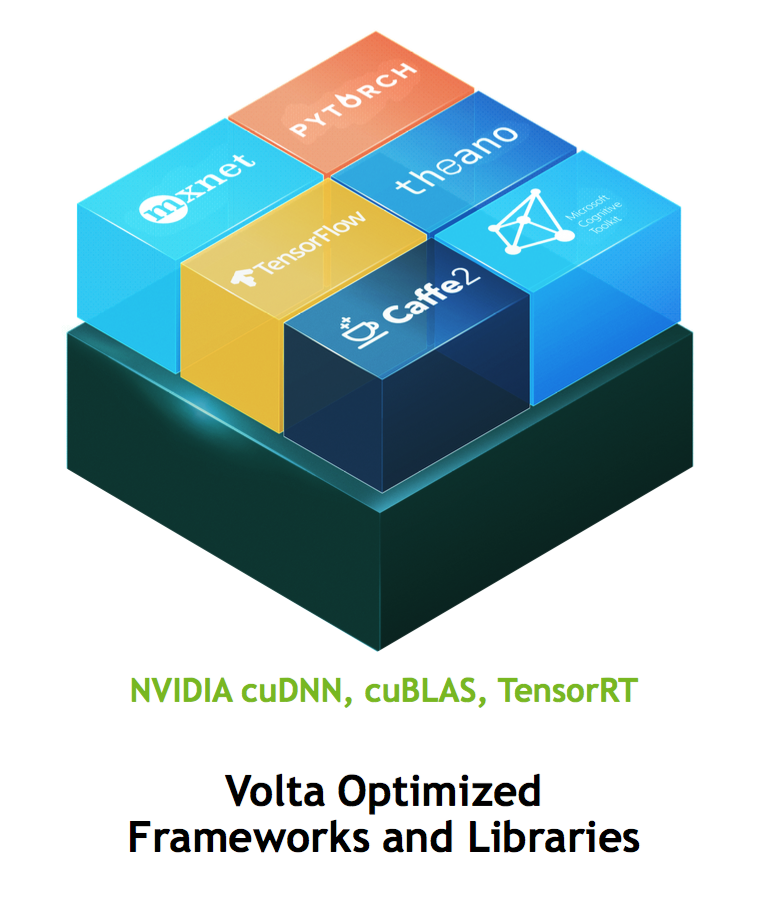 PYTORCH
theano
mxnet
Microsoft
Cognitive
Toolkit
TensorFlow
Caffe2
NVIDIA cuDNN, cuBLAS, TensorRT
Volta Optimized
Frameworks and Libraries